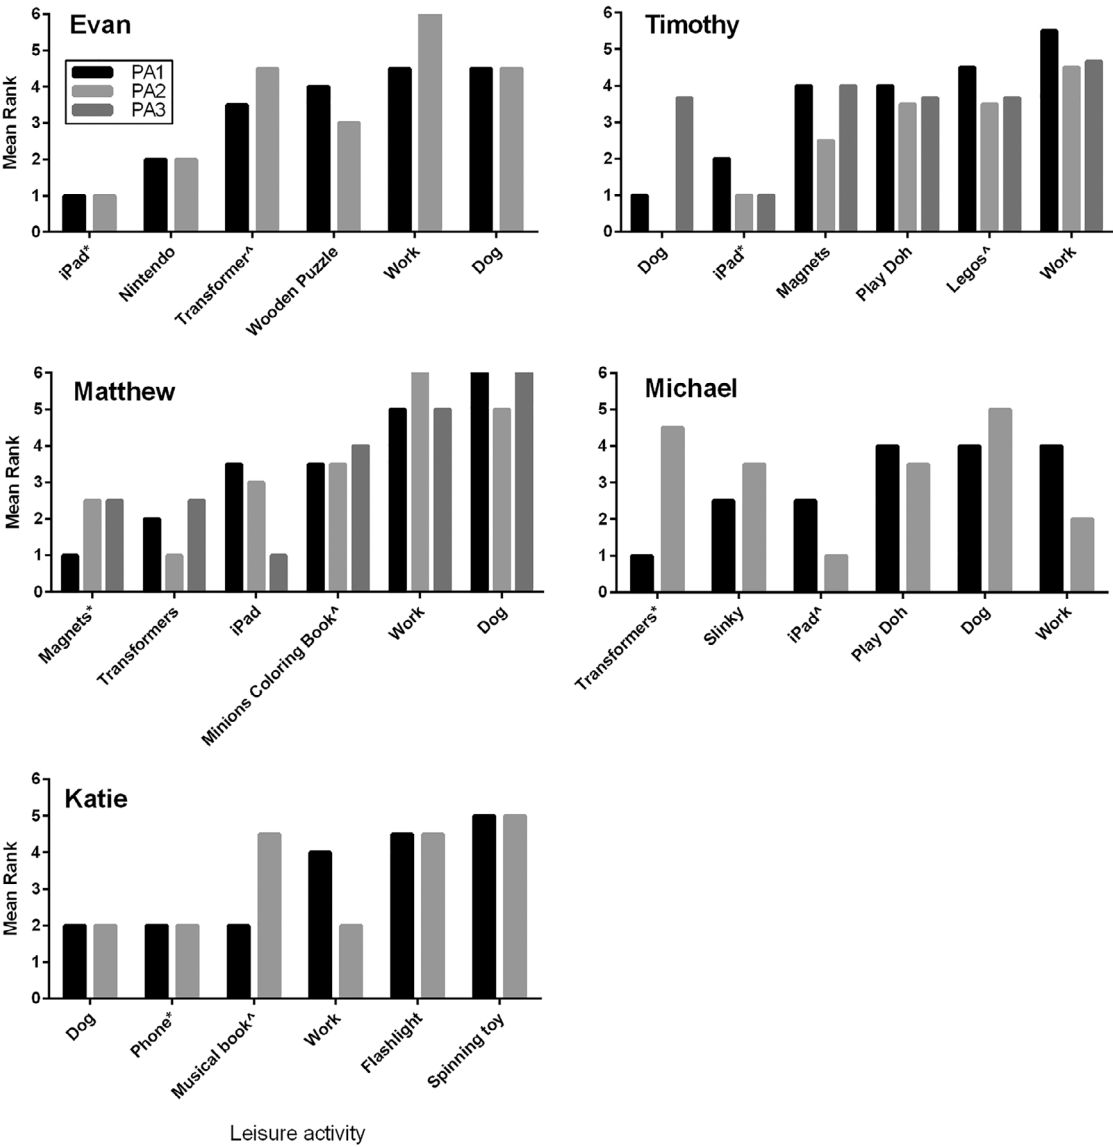 Evan
PA1
PA2
PA3
Mean Rank
6
5
4
3
2
1
0
iPad*
Nintendo
Transformer^
Wooden Puzzle
Work
Dog
Timothy
6
5
4
3
2
1
0
Dog
iPad*
Magnets
Play Doh
Legos^
Work
Matthew
Mean Rank
6
5
4
3
2
1
0
Magnets*
Transformers
iPad
Minions Coloring Book^
Work
Dog
Michael
6
5
4
3
2
1
0
Transformers*
Slinky
iPad^
Play Doh
Dog
Work
Katie
Mean Rank
6
5
4
3
2
1
0
Dog
Phone*
Musical book^
Work
Flashlight
Spinning toy
Leisure activity